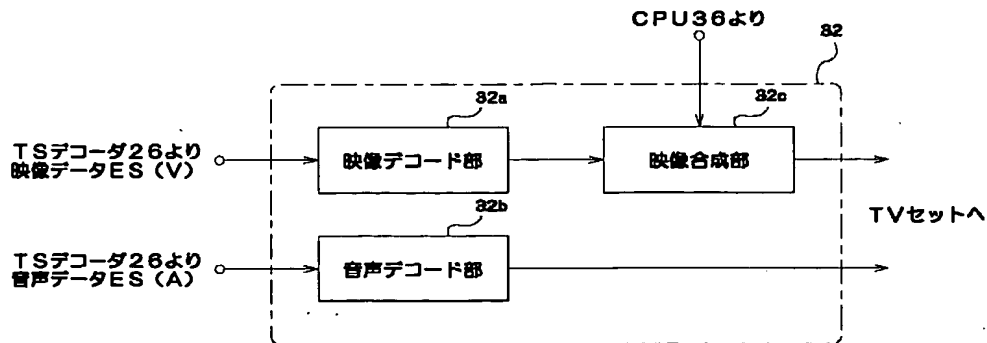 CPU36より
32
32a
32c
TSデコーダ26より
映像データES（V）
映像デコード部
映像合成部
TVセットへ
32b
TSデコーダ26より
音声データES（A）
音声デコード部